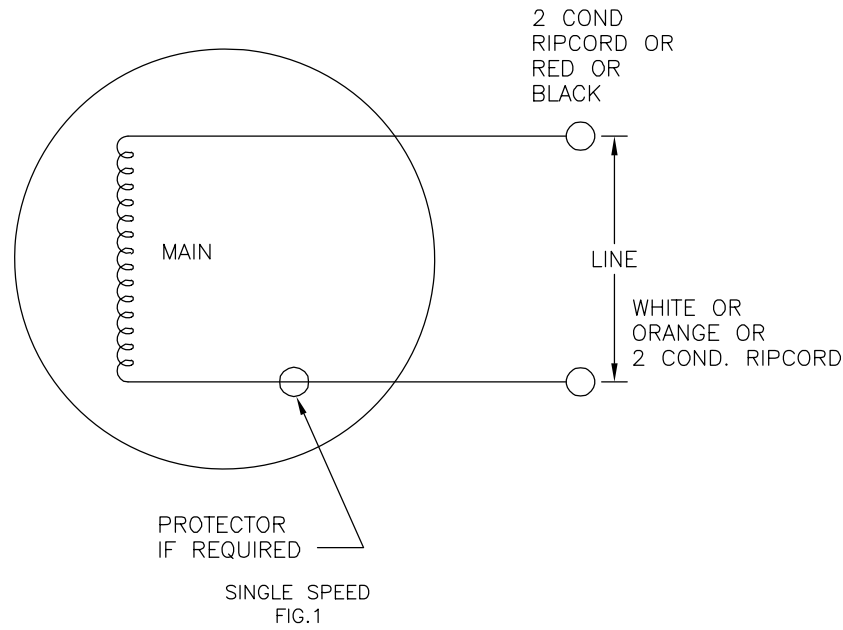 2 COND
RIPCORD OR
RED OR
BLACK
MAIN
LINE
WHITE OR
ORANGE OR
2 COND. RIPCORD
PROTECTOR
IF REQUIRED
SINGLE SPEED
FIG.1